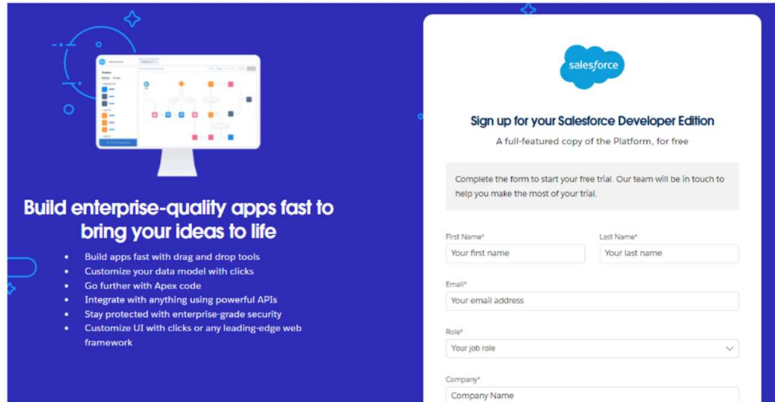 Build enterprise-quality apps fast to
bring your ideas to life
Build apps fast with drag and drop tools
Customize your data model with clicks
Go further with Apex code
Integrate with anything using powerful APIs
Stay protected with enterprise-grade security
Customize UI with clicks or any leading-edge web
framework
salesforce
Sign up for your Salesforce Developer Edition
A full-featured copy of the Platform, for free
Complete the form to start your free trial. Our team will be in touch to
help you make the most of your trial.
First Name* Last Name*
Your first name Your last name
Email*
Your email address
Role*
Your job role
Company*
Company Name